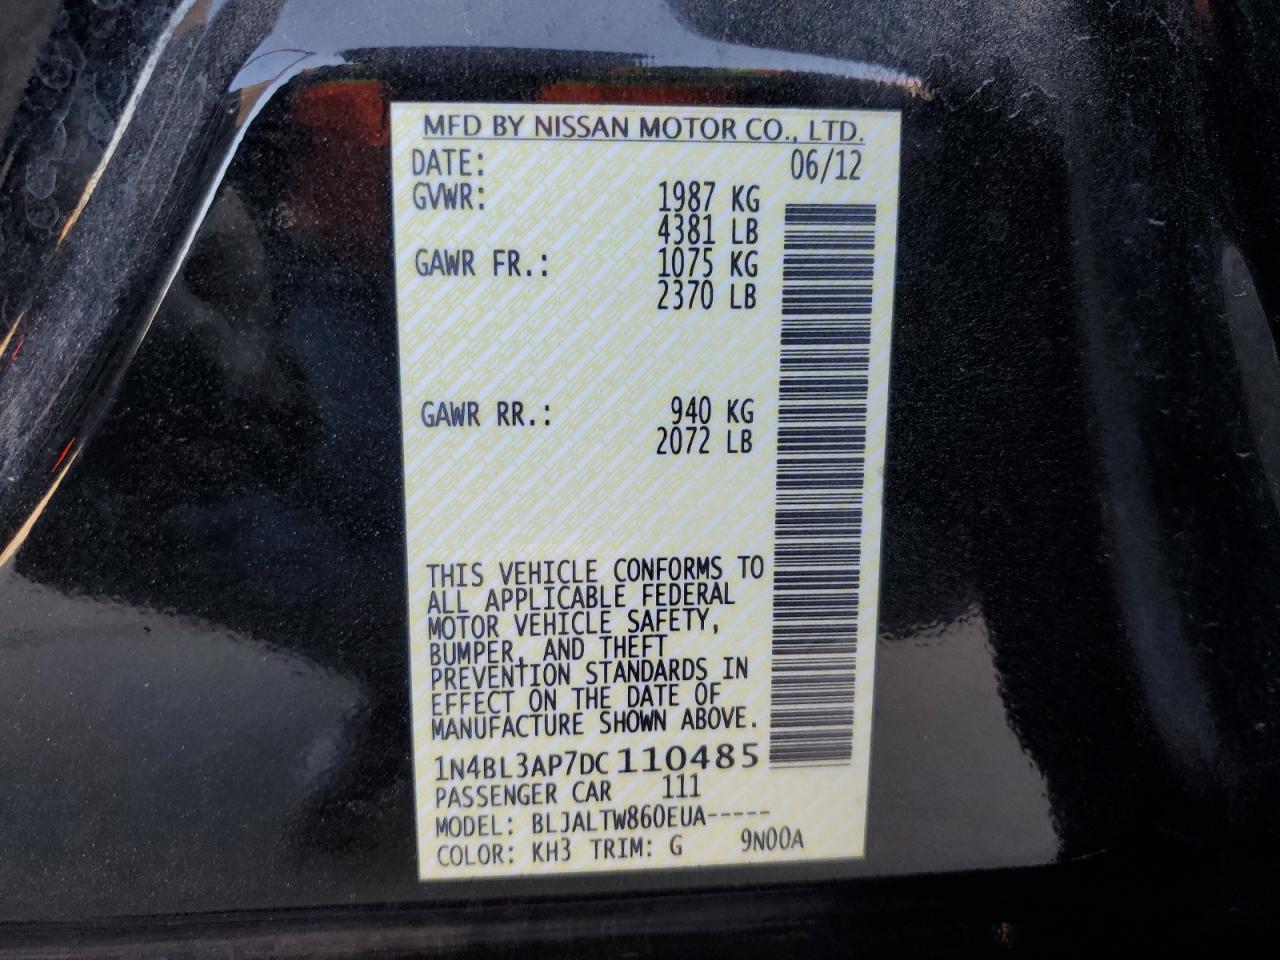 MFD BY NISSAN MOTOR CO., LTD.
DATE: 06/12
GVWR: 1987 KG
4381 LB
GAWR FR.: 1075 KG
2370 LB
GAWR RR.: 940 KG
2072 LB
THIS VEHICLE CONFORMS TO
ALL APPLICABLE FEDERAL
MOTOR VEHICLE SAFETY,
BUMPER, AND THEFT
PREVENTION STANDARDS IN
EFFECT ON THE DATE OF
MANUFACTURE SHOWN ABOVE.
1N4BL3AP7DC110485
PASSENGER CAR 111
MODEL: BLJALTW860EUA-----
COLOR: KH3 TRIM: G 9N00A